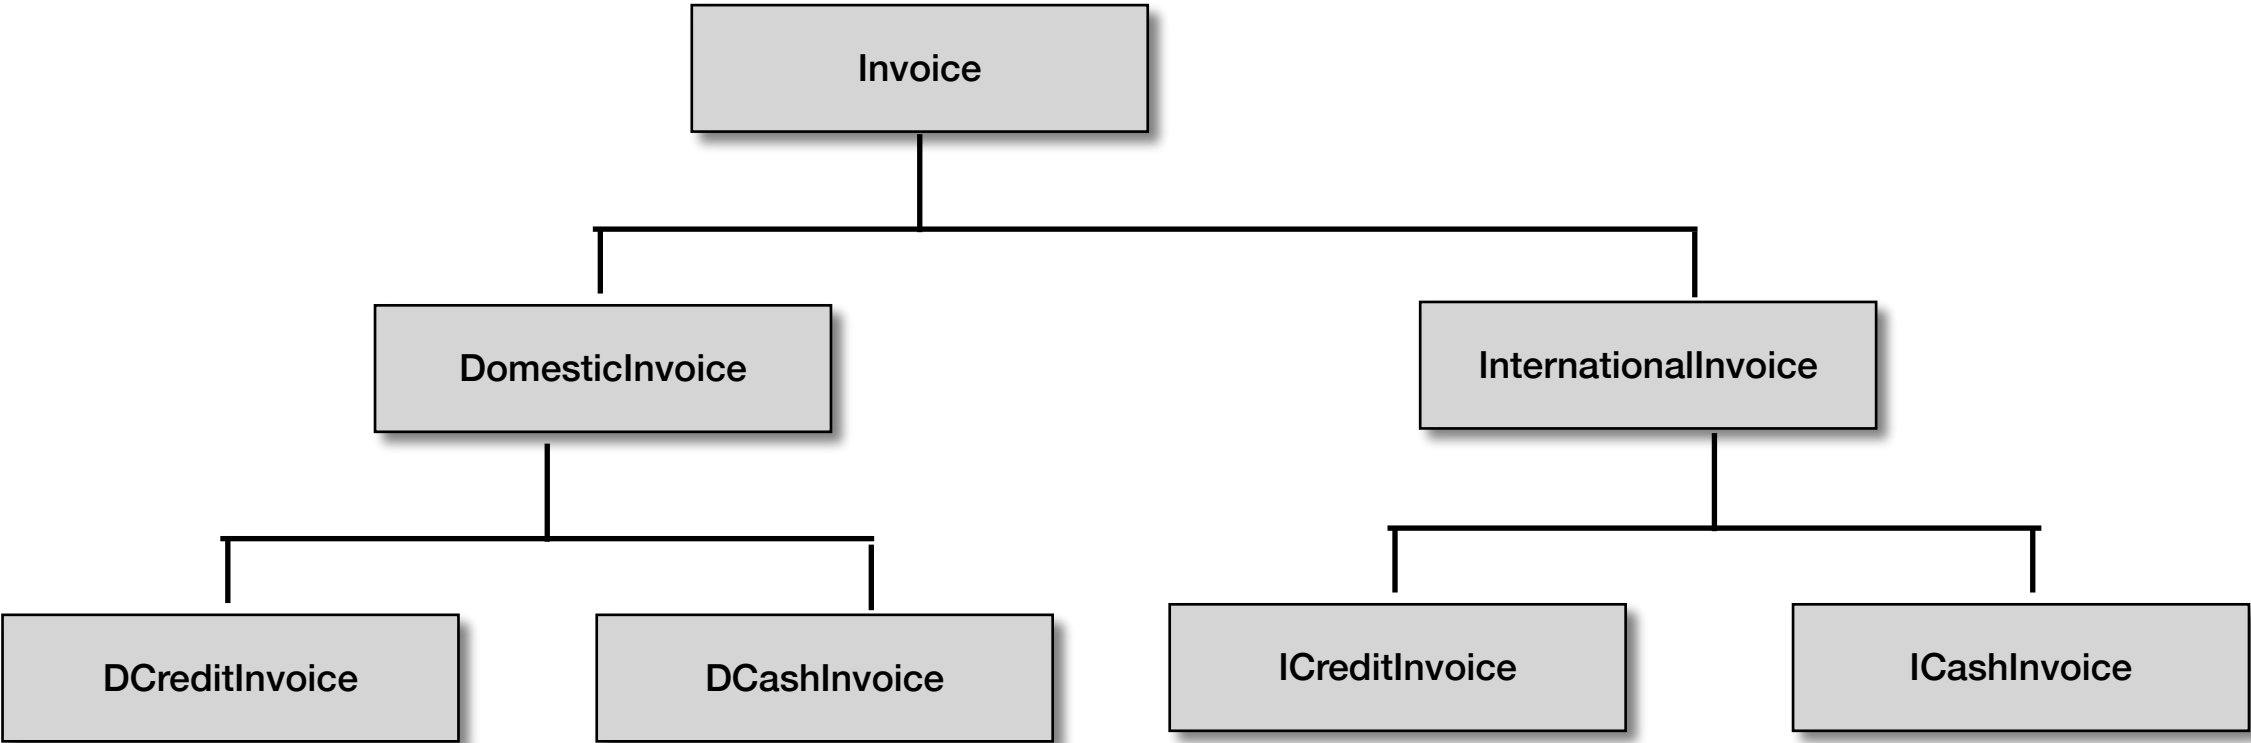 Invoice
DomesticInvoice
InternationalInvoice
DCreditInvoice
DCashInvoice
ICreditInvoice
ICashInvoice